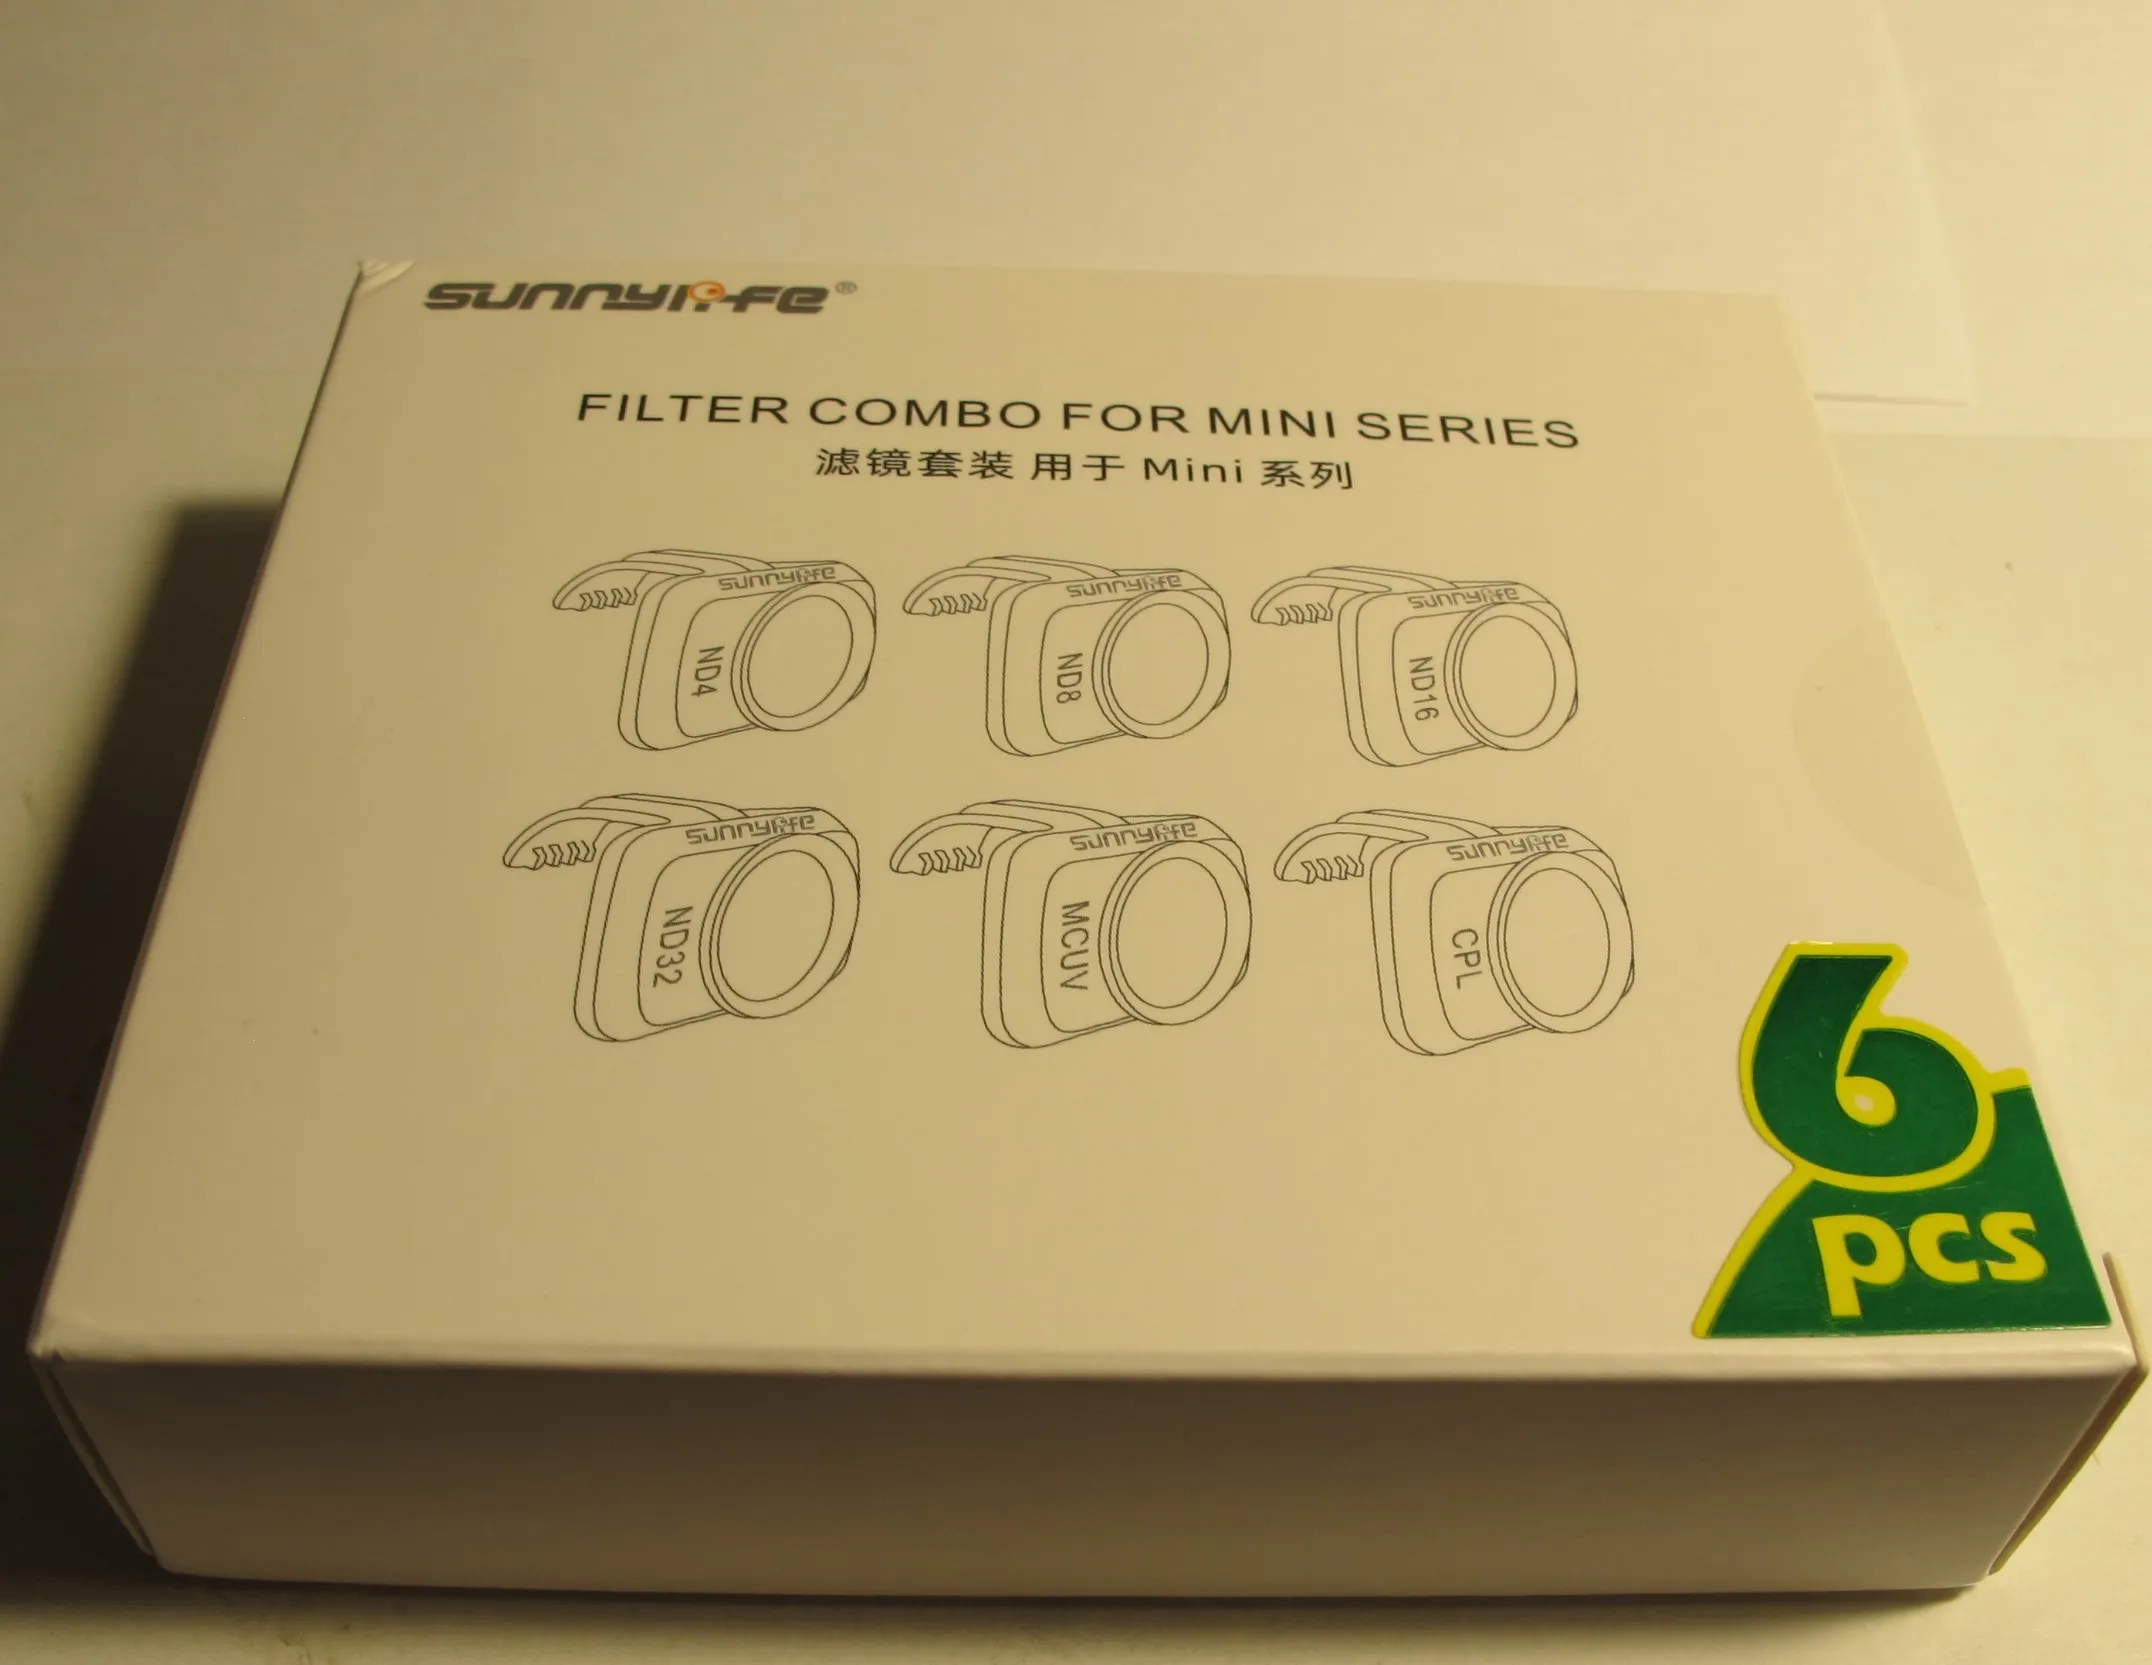 sunnylife®
FILTER COMBO FOR MINI SERIES
滤镜套装 用于 Mini 系列
sunnylife
ND4
sunnylife
ND8
sunnylife
ND16
sunnylife
ND32
sunnylife
MCUV
sunnylife
CPL
6
pcs